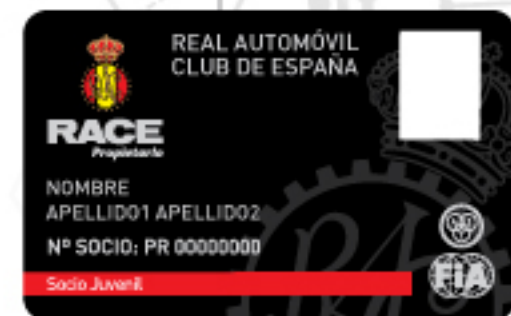 REAL AUTOMÓVIL
CLUB DE ESPAÑA
RACE
Propietario
NOMBRE
APELLIDO1 APELLIDO2
Nº SOCIO: PR 00000000
Socio Juvenil
FiA